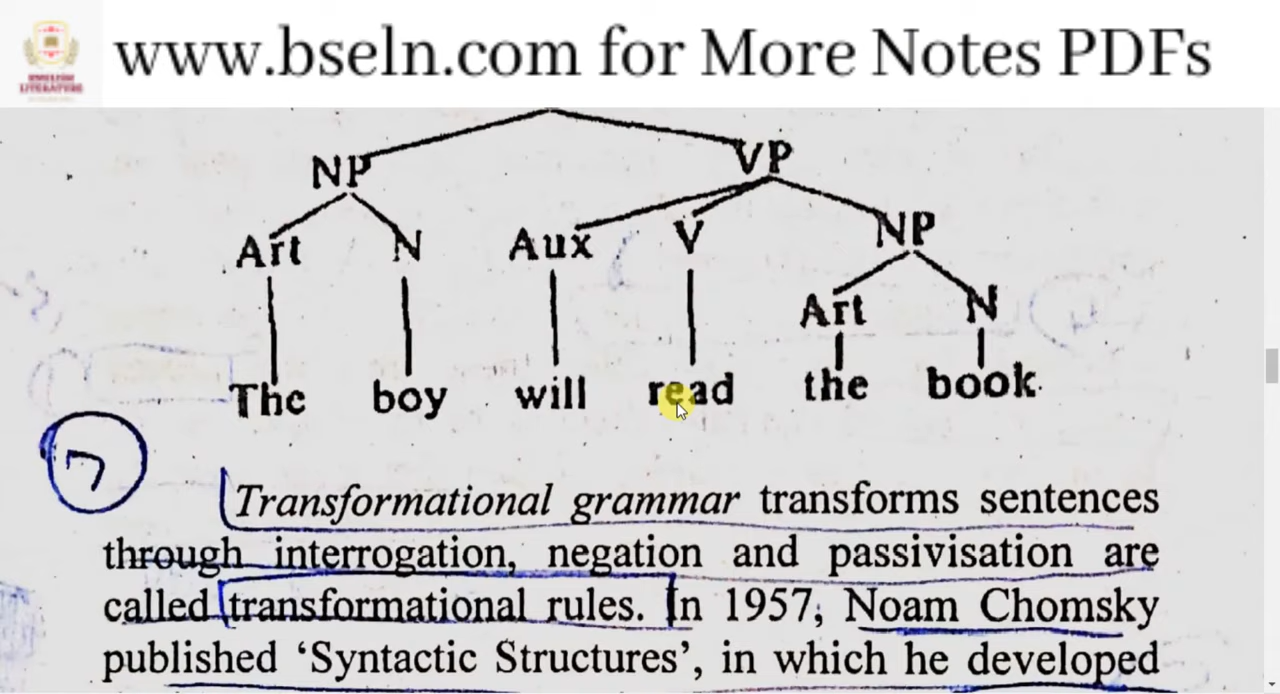 www.bseln.com for More Notes PDFs
ENGLISH
LITERATURE
NP VP
Art N Aux V NP
Art N
The boy will read the book.
7
Transformational grammar transforms sentences
through interrogation, negation and passivisation are
called transformational rules. In 1957, Noam Chomsky
published ‘Syntactic Structures’, in which he developed